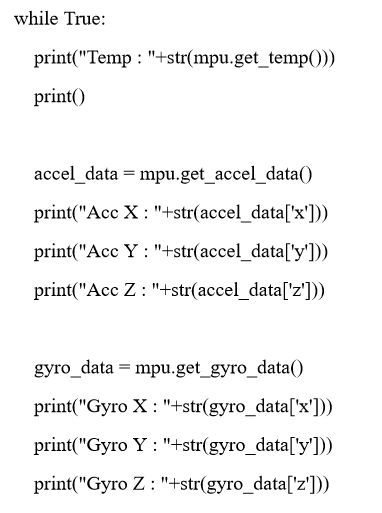 while True:
print("Temp : "+str(mpu.get_temp()))
print()
accel_data = mpu.get_accel_data()
print("Acc X : "+str(accel_data['x']))
print("Acc Y : "+str(accel_data['y']))
print("Acc Z : "+str(accel_data['z']))
gyro_data = mpu.get_gyro_data()
print("Gyro X : "+str(gyro_data['x']))
print("Gyro Y : "+str(gyro_data['y']))
print("Gyro Z : "+str(gyro_data['z']))